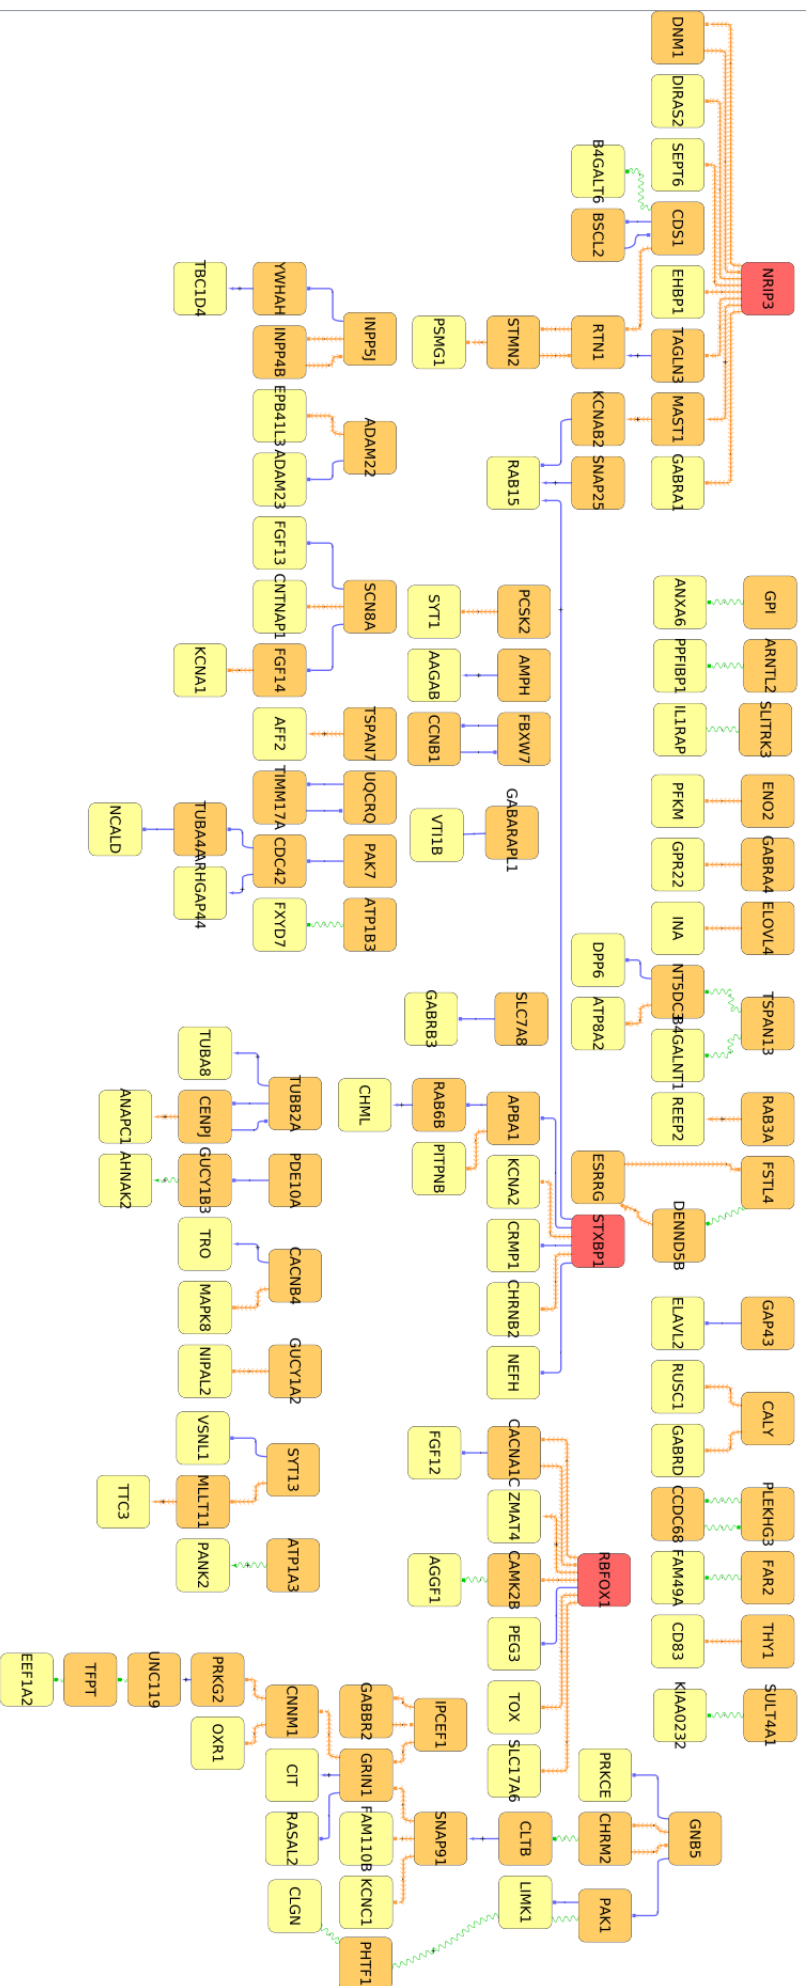 NRIP3
DNM1
DIRAS2
SEPT6
CDS1
EHBP1
TAGLN3
MAST1
GABRA1
B4GALT6
BSCL2
RTN1
KCNAB2
SNAP25
PSMG1
STMN2
RAB15
TBC1D4
YWHAH
INPP4B
INPP5J
EPB41L3
ADAM23
ADAM22
FGF13
CNTNAP1
FGF14
SCN8A
KCNA1
SYT1
PCSK2
AAGAB
AMPH
CCNB1
FBXW7
VTI1B
GABARAPL1
AFF2
TSPAN7
TIMM17A
UQCRQ
CDC42
PAK7
FXYD7
ATP1B3
TUBA4A
ARHGAP44
NCALD
GPI
ANXA6
ARNTL2
PPFIBP1
SLITRK3
IL1RAP
ENO2
PFKM
GABRA4
GPR22
ELOVL4
INA
TSPAN13
NT5DC3
B4GALNT1
DPP6
ATP8A2
RAB3A
REEP2
FSTL4
ESRRG
DENND5B
STXBP1
SLC7A8
GABRB3
APBA1
KCNA2
CRMP1
CHRNB2
NEFH
RAB6B
PITPNB
CHML
TUBB2A
TUBA8
CENPJ
ANAPC1
PDE10A
GUCY1B3
AHNAK2
CACNB4
TRO
MAPK8
GUCY1A2
NIPAL2
SYT13
VSNL1
MLLT11
TTC3
ATP1A3
PANK2
GAP43
ELAVL2
CALY
RUSC1
GABRD
PLEKHG3
CCDC68
FAR2
FAM49A
THY1
CD83
SULT4A1
KIAA0232
RBFOX1
CACNA1C
ZMAT4
CAMK2B
PEG3
TOX
SLC17A6
FGF12
AGGF1
GNB5
PRKCE
CHRM2
PAK1
CLTB
LIMK1
IPCEF1
SNAP91
GABBR2
GRIN1
FAM110B
KCNC1
PHTF1
CNNM1
CIT
RASAL2
CLGN
PRKG2
OXR1
UNC119
TFPT
EEF1A2